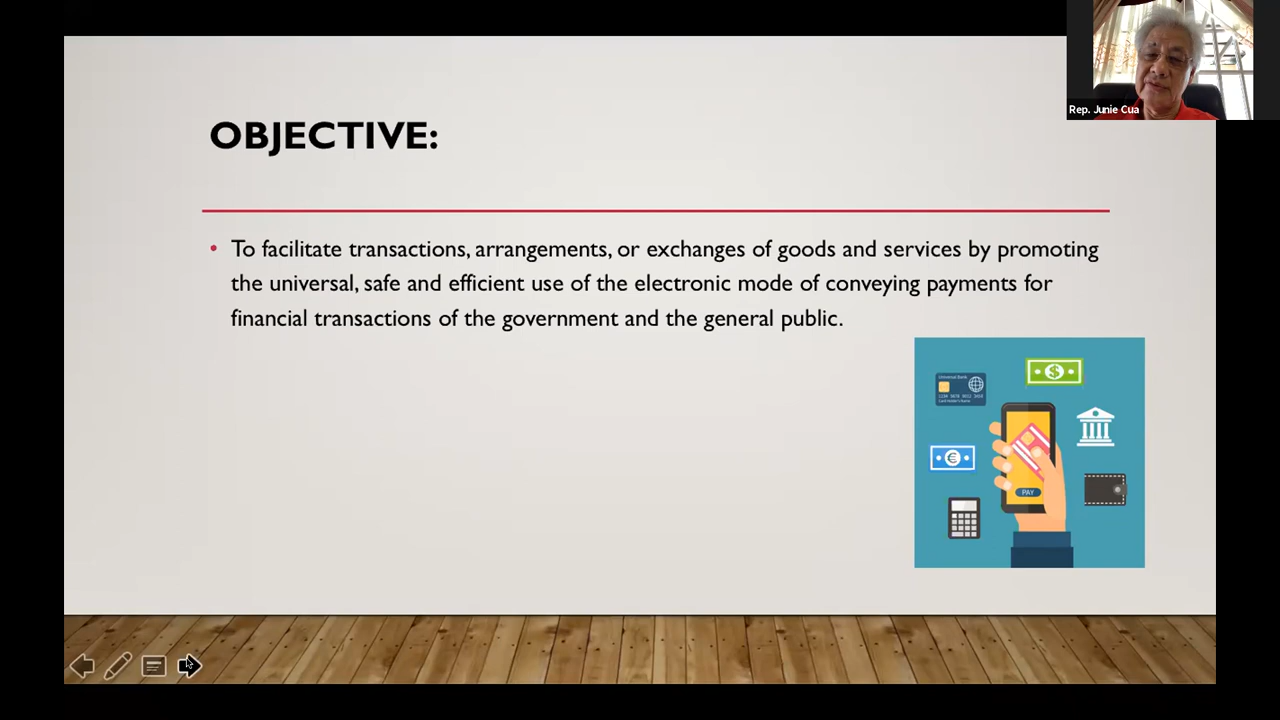 Rep. Junie Cua
OBJECTIVE:
• To facilitate transactions, arrangements, or exchanges of goods and services by promoting
the universal, safe and efficient use of the electronic mode of conveying payments for
financial transactions of the government and the general public.
Universal Bank
PAY